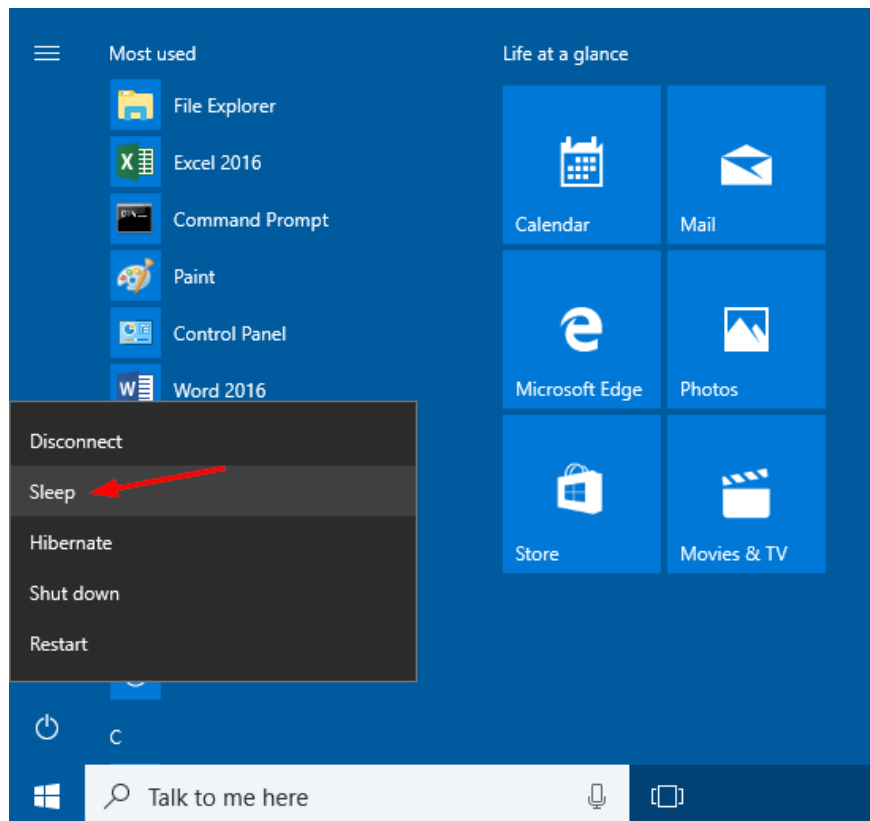 Most used
File Explorer
Excel 2016
Command Prompt
Paint
Control Panel
Word 2016
Disconnect
Sleep
Hibernate
Shut down
Restart
C
Life at a glance
Calendar
Mail
Microsoft Edge
Photos
Store
Movies & TV
Talk to me here